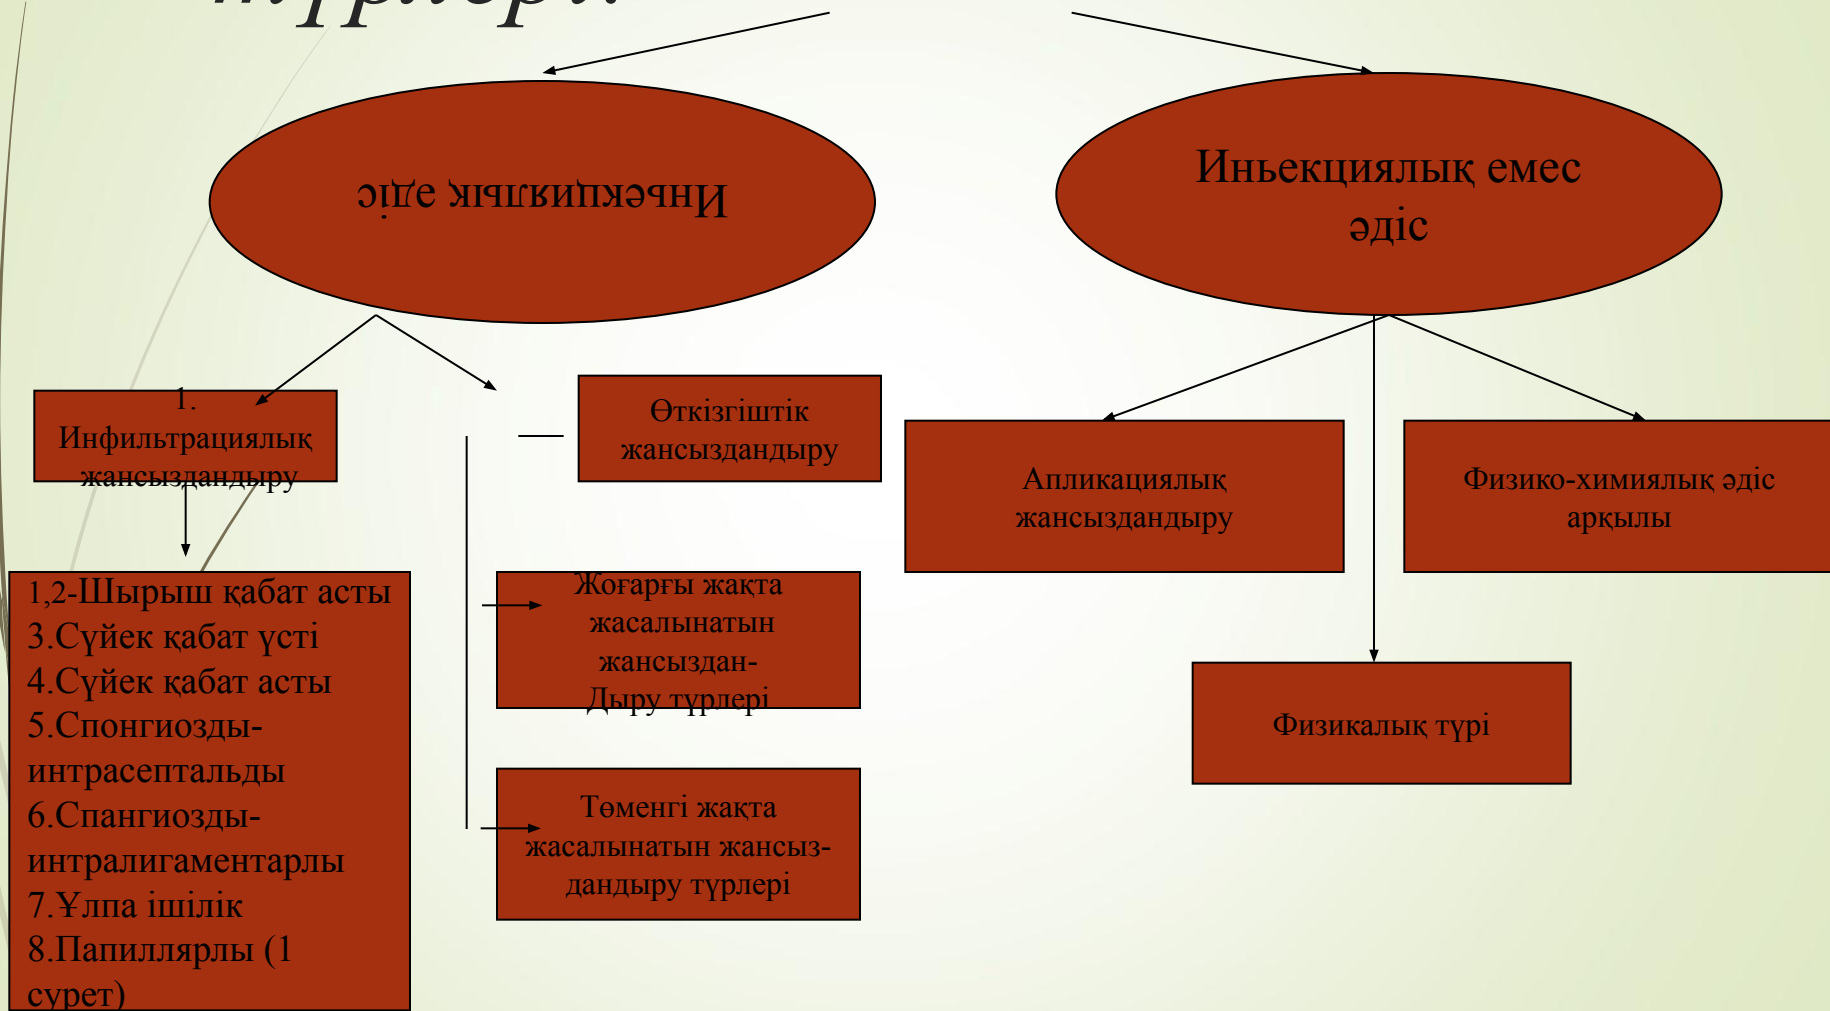 түрлері
Иньекциялық әдіс
Иньекциялық емес
әдіс
1.
Инфильтрациялық
жансыздандыру
Өткізгіштік
жансыздандыру
Апликациялық
жансыздандыру
Физико-химиялық әдіс
арқылы
1,2-Шырыш қабат асты
3.Сүйек қабат үсті
4.Сүйек қабат асты
5.Спонгиозды-
интрасептальды
6.Спангиозды-
интралигаментарлы
7.Ұлпа ішілік
8.Папиллярлы (1
сурет)
Жоғарғы жақта
жасалынатын
жансыздан-
Дыру түрлері
Төменгі жақта
жасалынатын жансыз-
дандыру түрлері
Физикалық түрі